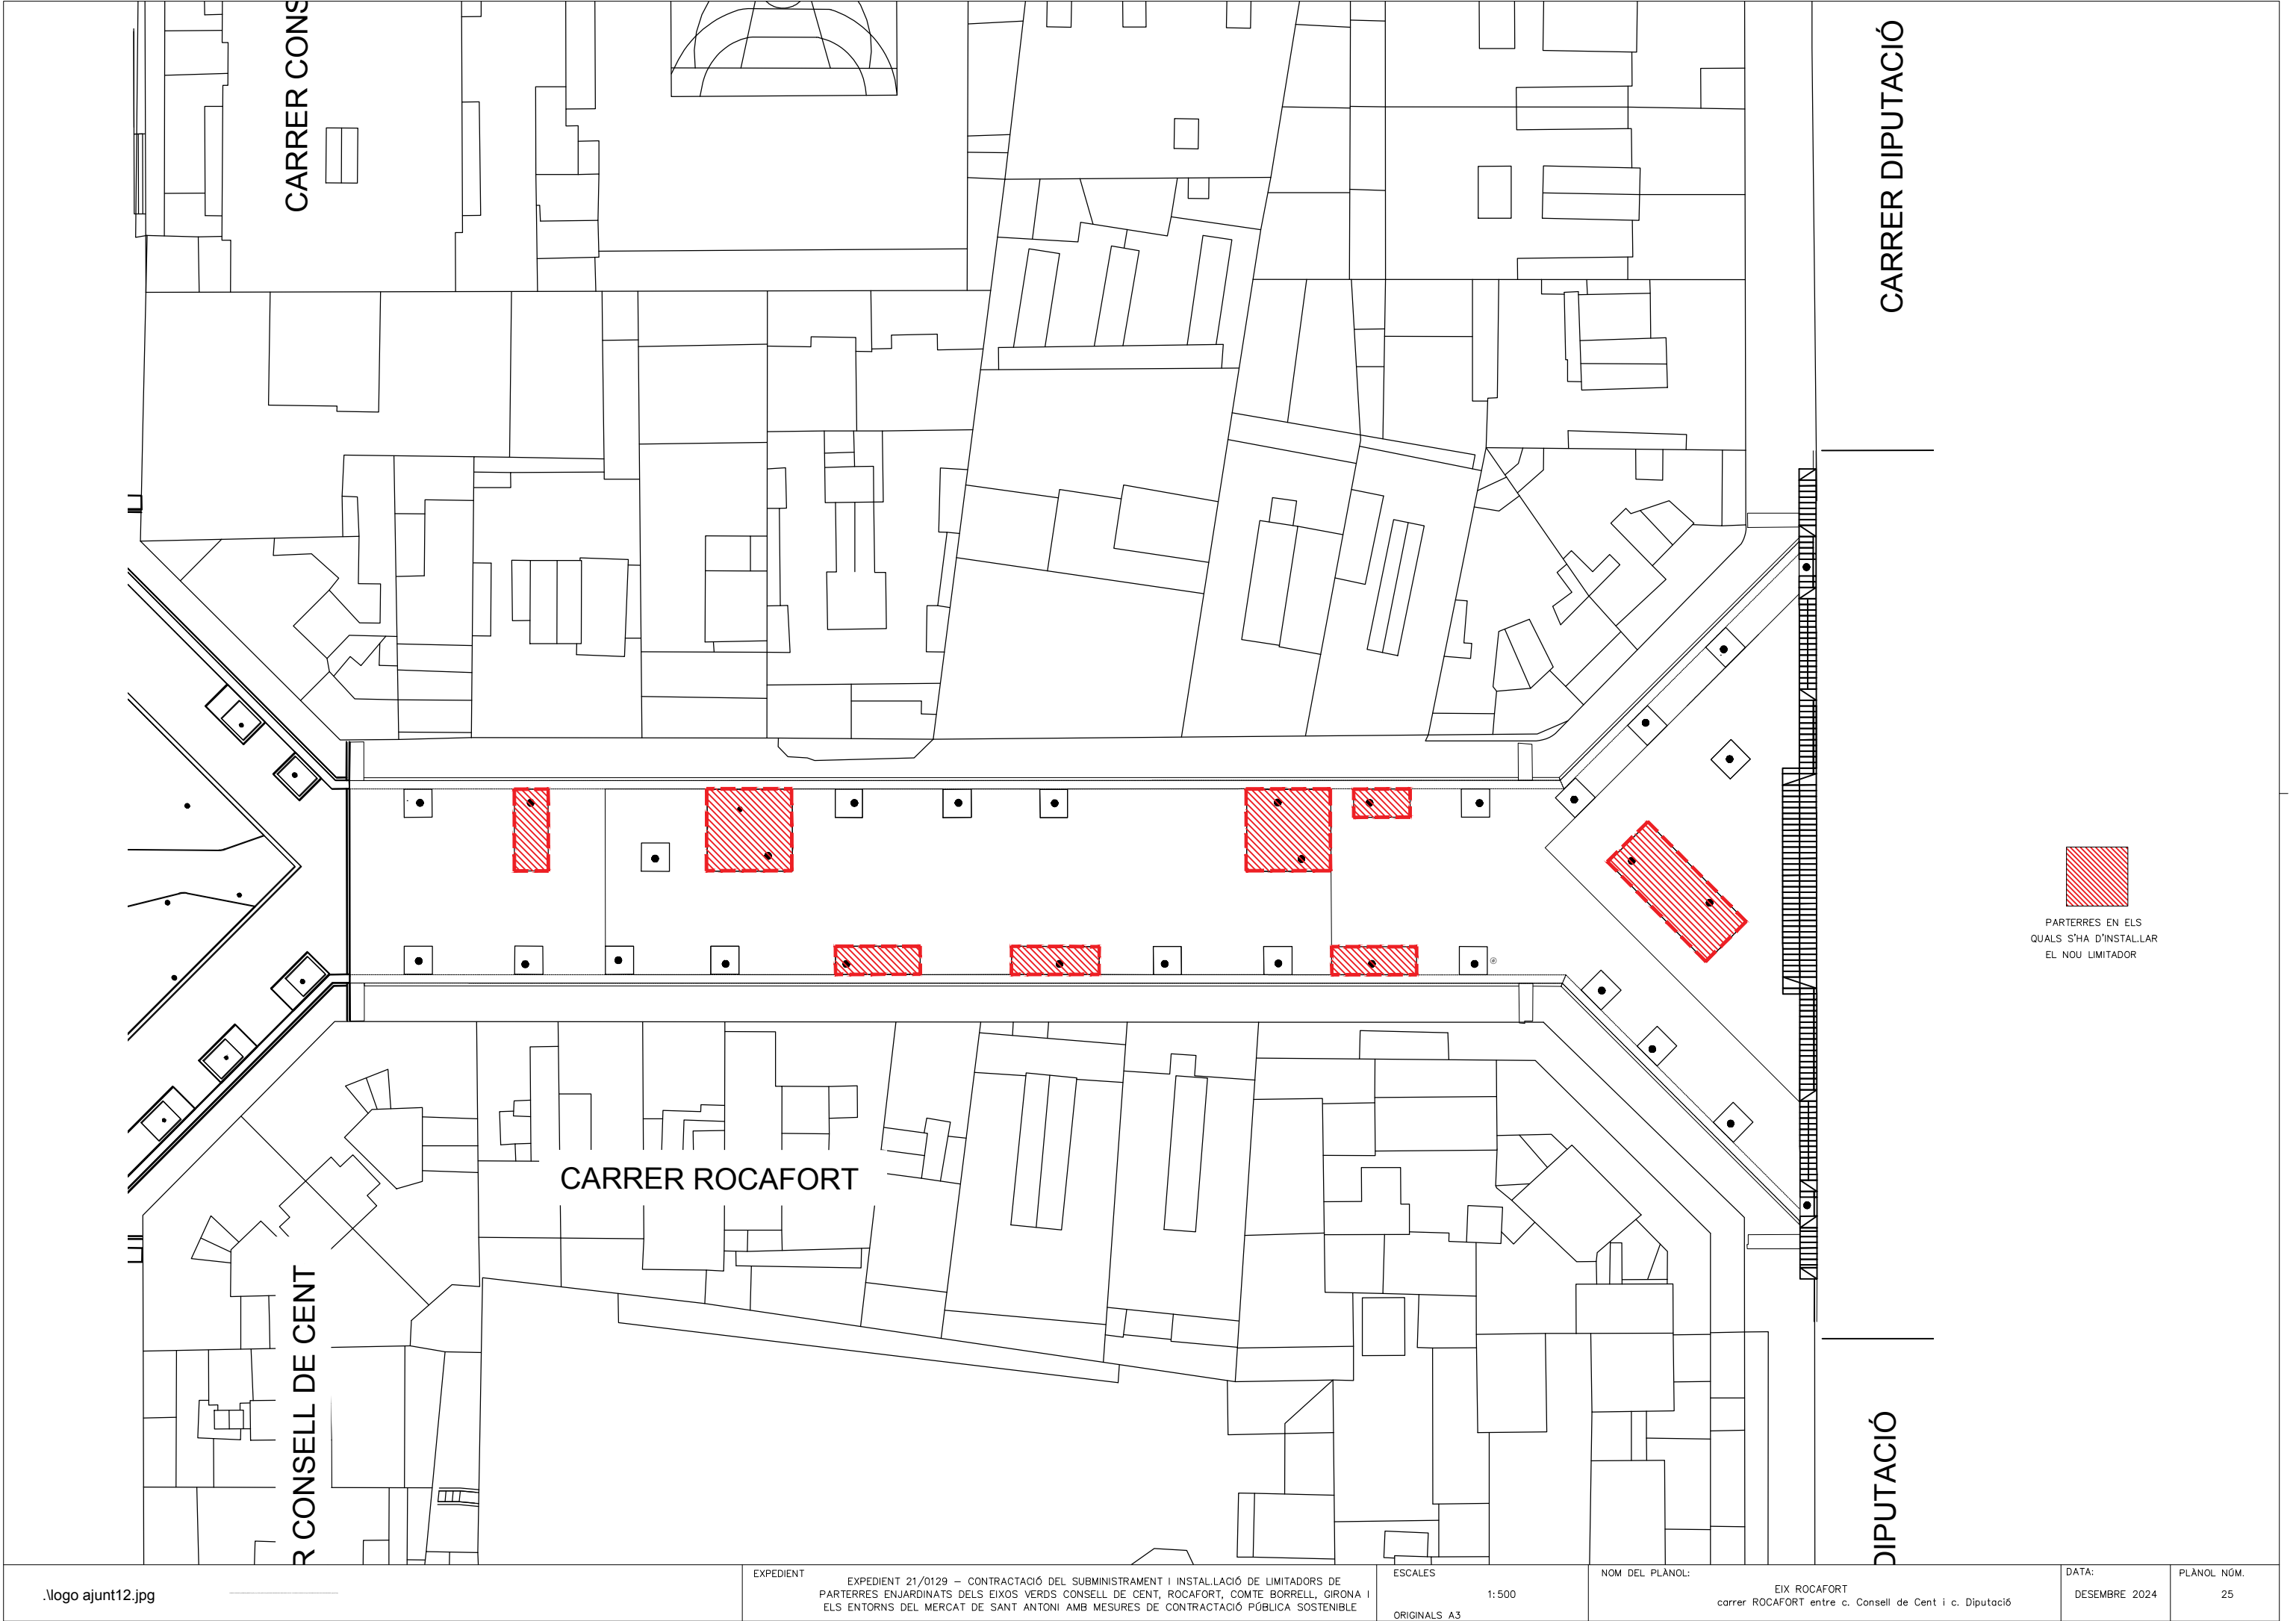 CARRER CONS
CARRER DIPUTACIÓ
PARTERRES EN ELS
QUALS S'HA D'INSTAL.LAR
EL NOU LIMITADOR
CARRER ROCAFORT
R CONSELL DE CENT
DIPUTACIÓ
.\logo ajunt12.jpg
EXPEDIENT
EXPEDIENT 21/0129 – CONTRACTACIÓ DEL SUBMINISTRAMENT I INSTAL.LACIÓ DE LIMITADORS DE
PARTERRES ENJARDINATS DELS EIXOS VERDS CONSELL DE CENT, ROCAFORT, COMTE BORRELL, GIRONA I
ELS ENTORNS DEL MERCAT DE SANT ANTONI AMB MESURES DE CONTRACTACIÓ PÚBLICA SOSTENIBLE
ESCALES
1:500
ORIGINALS A3
NOM DEL PLÀNOL:
EIX ROCAFORT
carrer ROCAFORT entre c. Consell de Cent i c. Diputació
DATA:
DESEMBRE 2024
PLÀNOL NÚM.
25